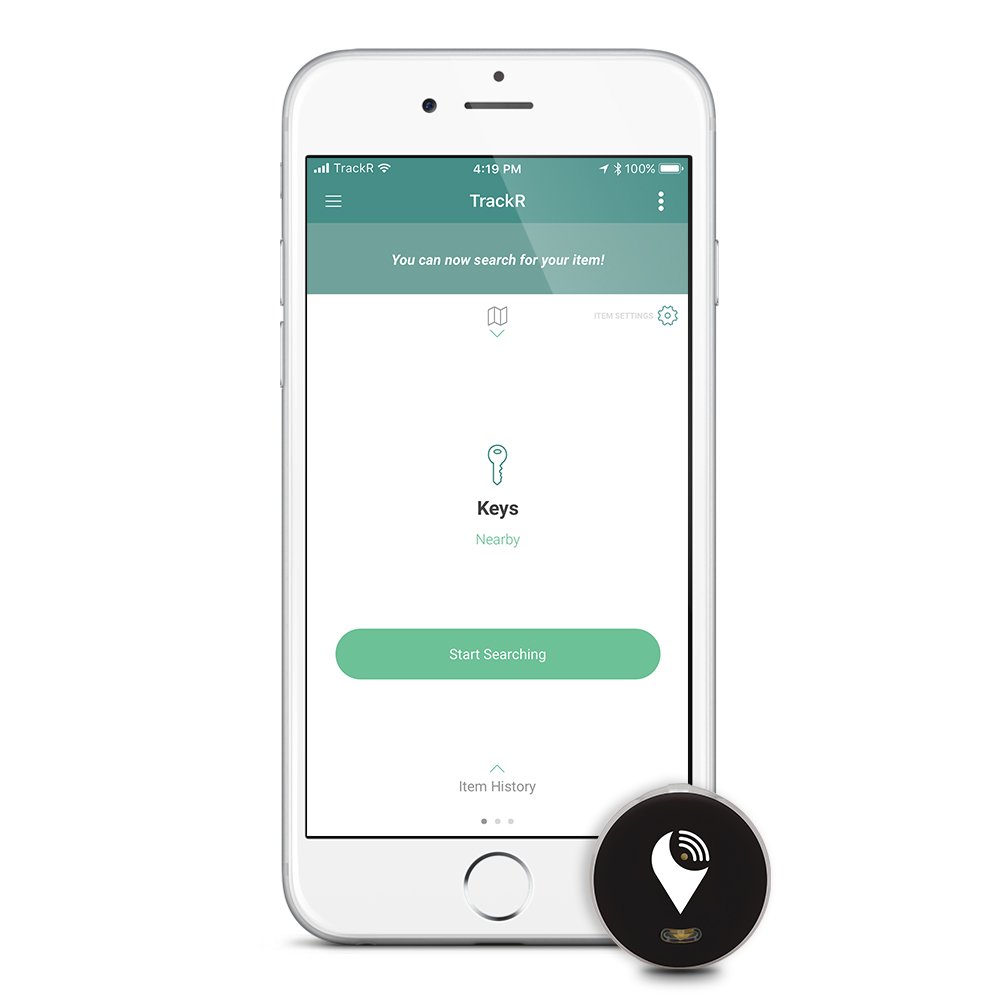 TrackR 4:19 PM 100%
TrackR
You can now search for your item!
ITEM SETTINGS
Keys
Nearby
Start Searching
Item History